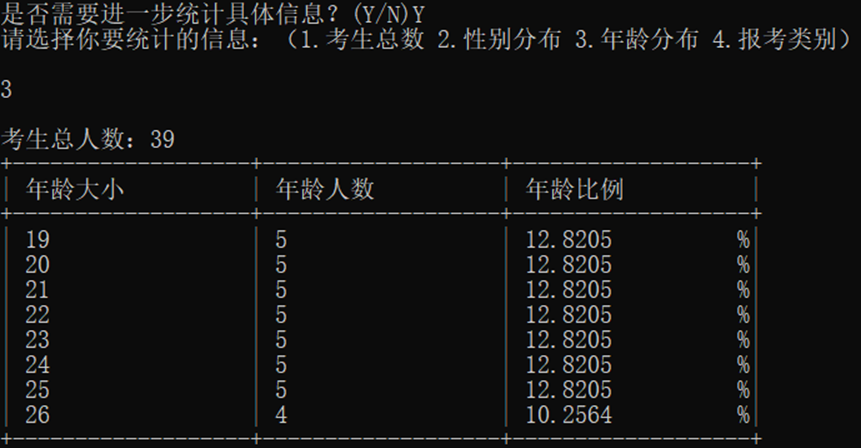 是否需要进一步统计具体信息？(Y/N)Y
请选择你要统计的信息：（1.考生总数 2.性别分布 3.年龄分布 4.报考类别）
3
考生总人数：39
+-------------------+-------------------+-------------------+
| 年龄大小 | 年龄人数 | 年龄比例 |
+-------------------+-------------------+-------------------+
| 19 | 5 | 12.8205 %|
| 20 | 5 | 12.8205 %|
| 21 | 5 | 12.8205 %|
| 22 | 5 | 12.8205 %|
| 23 | 5 | 12.8205 %|
| 24 | 5 | 12.8205 %|
| 25 | 5 | 12.8205 %|
| 26 | 4 | 10.2564 %|
+-------------------+-------------------+-------------------+